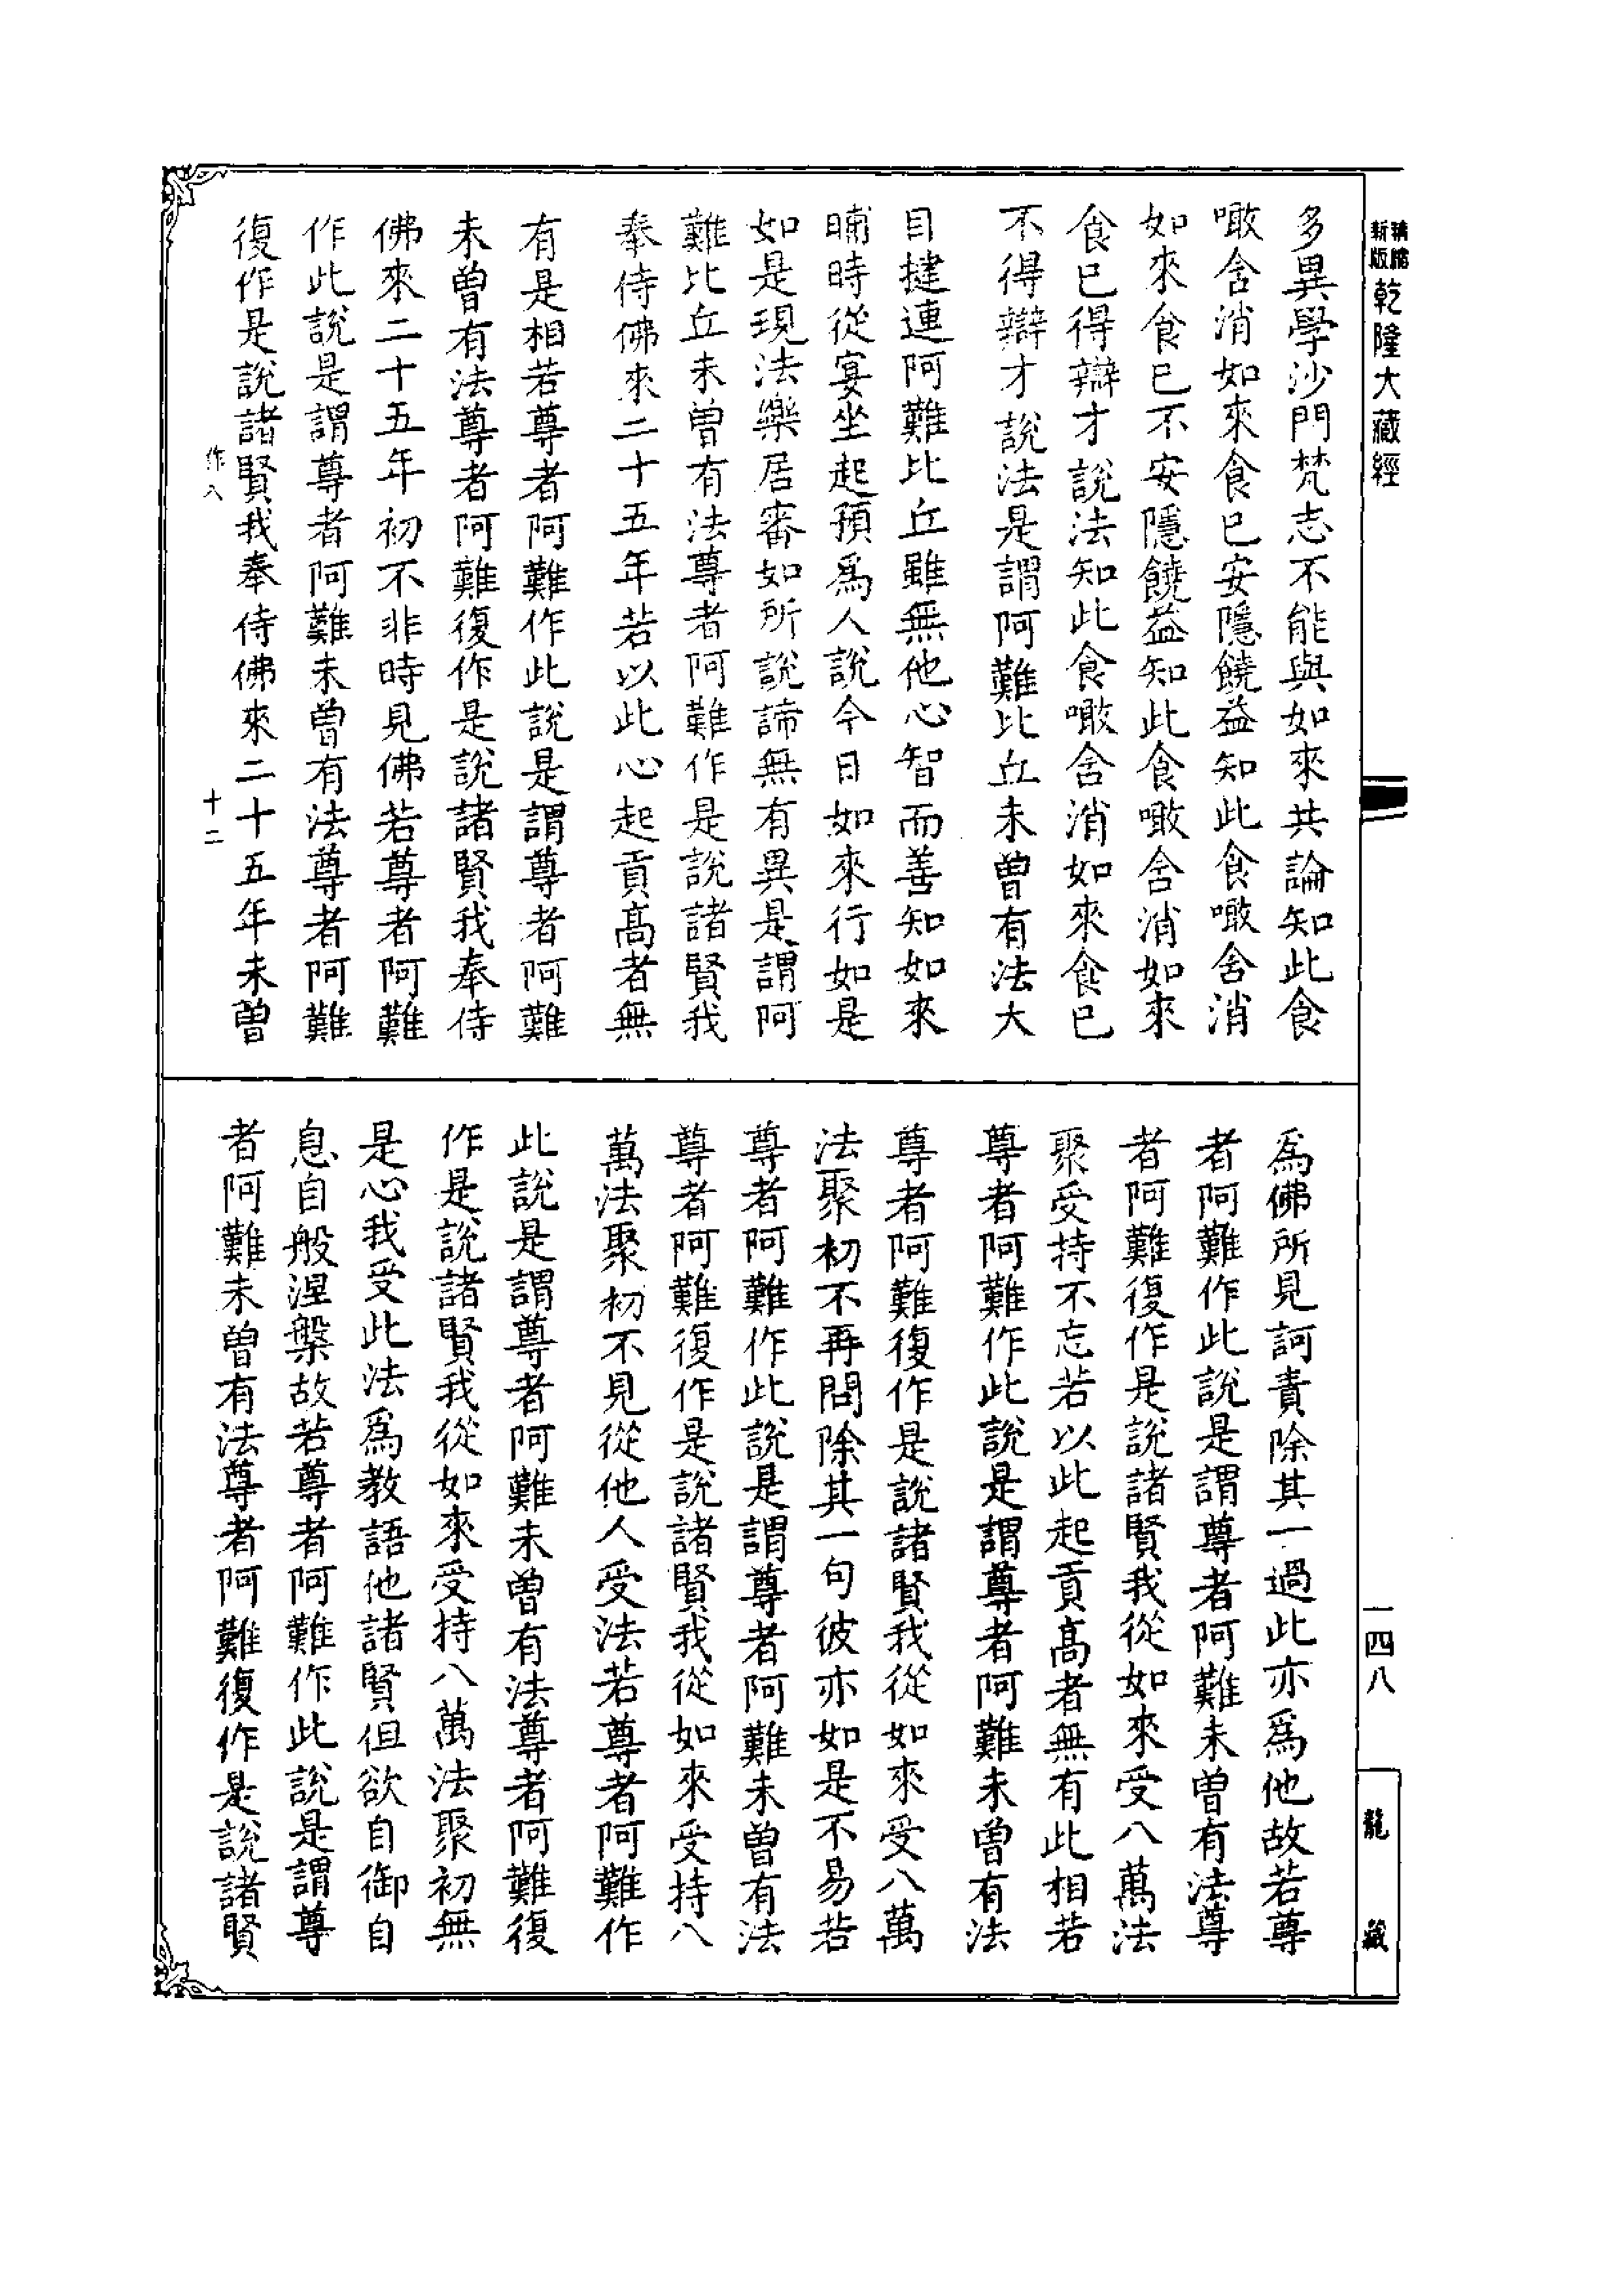 新版
精縮
乾隆大藏經
多異學沙門梵志不能與如來共論知此食
噉含消如來食已安隱饒益知此食噉含消
如來食已不安隱饒益知此食噉含消如來
食已得辯才說法知此食噉含消如來食已
不得辯才說法是謂阿難比丘未曾有法大
目揵連阿難比丘雖無他心智而善知如來
晡時從宴坐起預爲人說今日如來行如是
如是現法樂居審如所說諦無有異是謂阿
難比丘未曾有法尊者阿難作是說諸賢我
奉侍佛來二十五年若以此心起貢高者無
有是相若尊者阿難作此說是謂尊者阿難
未曾有法尊者阿難復作是說諸賢我奉侍
佛來二十五年初不非時見佛若尊者阿難
作此說是謂尊者阿難未曾有法尊者阿難
復作是說諸賢我奉侍佛來二十五年未曾
作八 十二
爲佛所見訶責除其一過此亦爲他故若尊
者阿難作此說是謂尊者阿難未曾有法尊
者阿難復作是說諸賢我從如來受八萬法
聚受持不忘若以此起貢高者無有此相若
尊者阿難作此說是謂尊者阿難未曾有法
尊者阿難復作是說諸賢我從如來受八萬
法聚初不再問除其一句彼亦如是不易若
尊者阿難作此說是謂尊者阿難未曾有法
尊者阿難復作是說諸賢我從如來受持八
萬法聚初不見從他人受法若尊者阿難作
此說是謂尊者阿難未曾有法尊者阿難復
作是說諸賢我從如來受持八萬法聚初無
是心我受此法爲教語他諸賢但欲自御自
息自般涅槃故若尊者阿難作此說是謂尊
者阿難未曾有法尊者阿難復作是說諸賢
一四八
龍藏